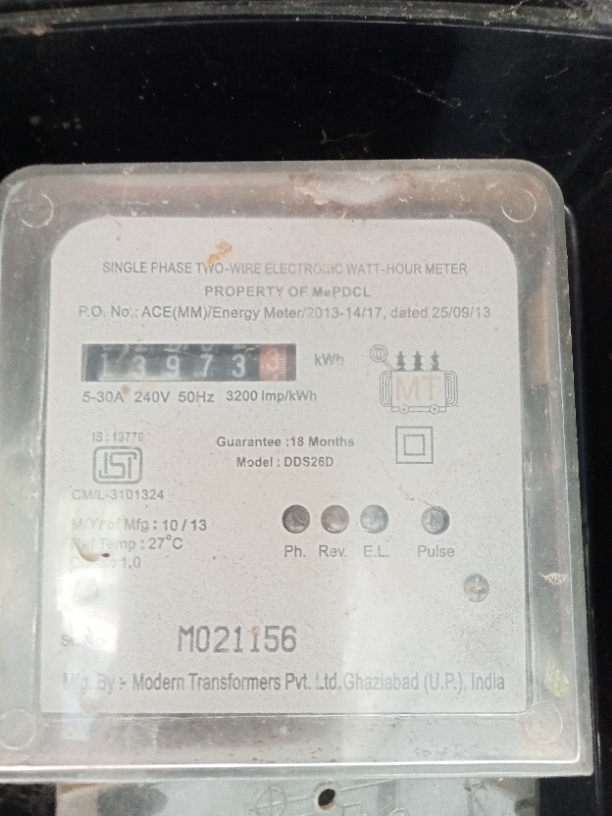 SINGLE PHASE TWO-WIRE ELECTRONIC WATT-HOUR METER
PROPERTY OF MePDCL
P.O. No.: ACE(MM)/Energy Meter/2013-14/17, dated 25/09/13
139733 kWh
5-30A 240V 50Hz 3200 Imp/kWh
MT
IS : 13779
Guarantee :18 Months
Model : DDS26D
ISI
CM/L-3101324
M/Yr of Mfg : 10 / 13
Ref Temp : 27°C
Class : 1.0
Ph. Rev. E.L. Pulse
M021156
Mfg. By :- Modern Transformers Pvt. Ltd. Ghaziabad (U.P.), India